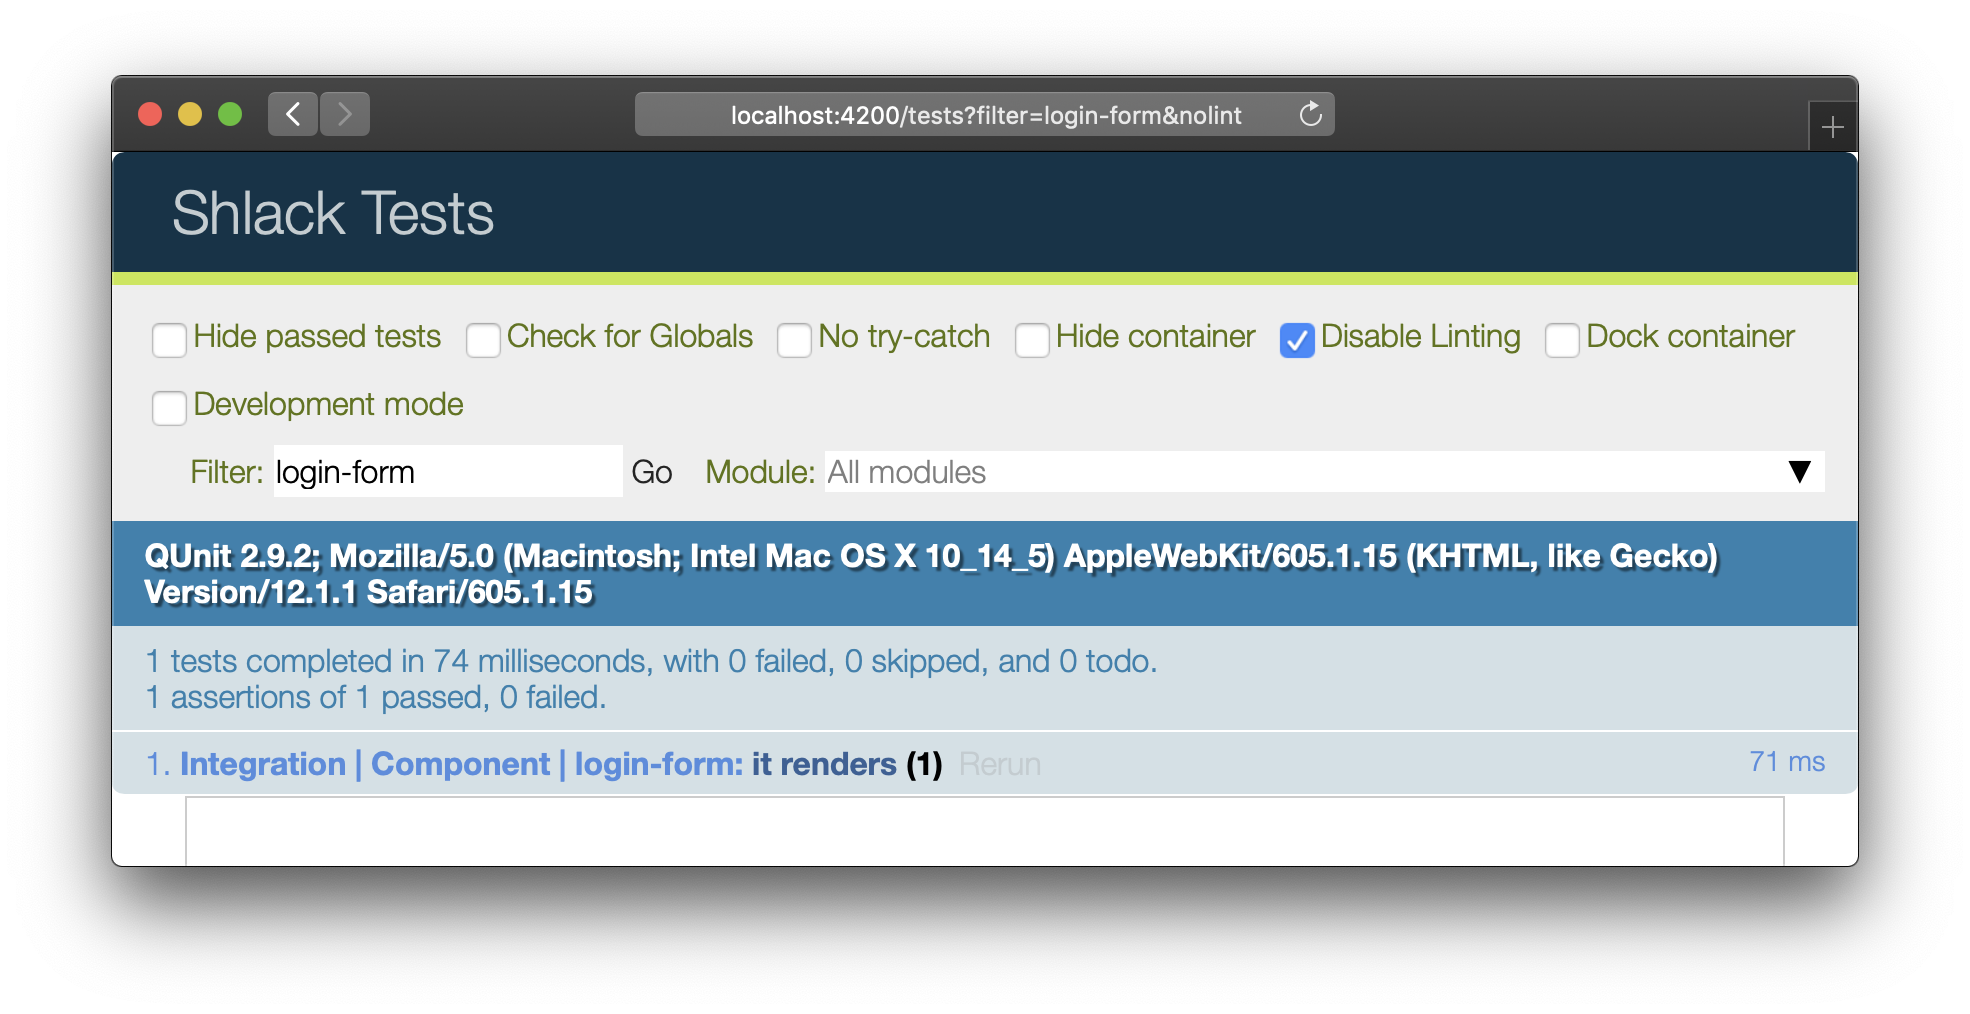 localhost:4200/tests?filter=login-form&nolint
Shlack Tests
Hide passed tests Check for Globals No try-catch Hide container Disable Linting Dock container
Development mode
Filter: login-form Go Module: All modules
QUnit 2.9.2; Mozilla/5.0 (Macintosh; Intel Mac OS X 10_14_5) AppleWebKit/605.1.15 (KHTML, like Gecko)
Version/12.1.1 Safari/605.1.15
1 tests completed in 74 milliseconds, with 0 failed, 0 skipped, and 0 todo.
1 assertions of 1 passed, 0 failed.
1. Integration | Component | login-form: it renders (1) Rerun 71 ms